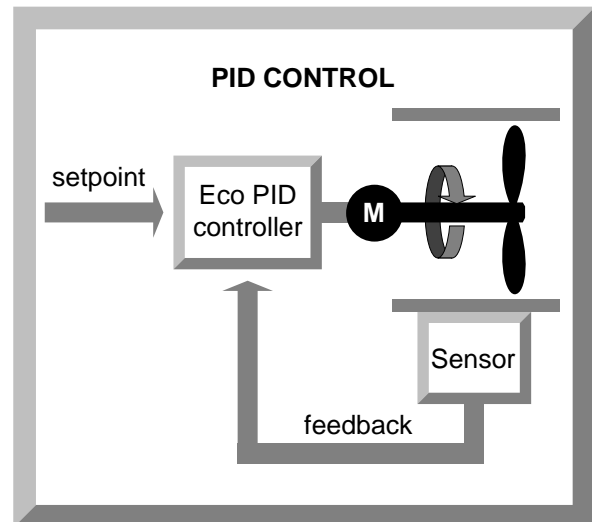 PID CONTROL
setpoint
Eco PID
controller
M
Sensor
feedback